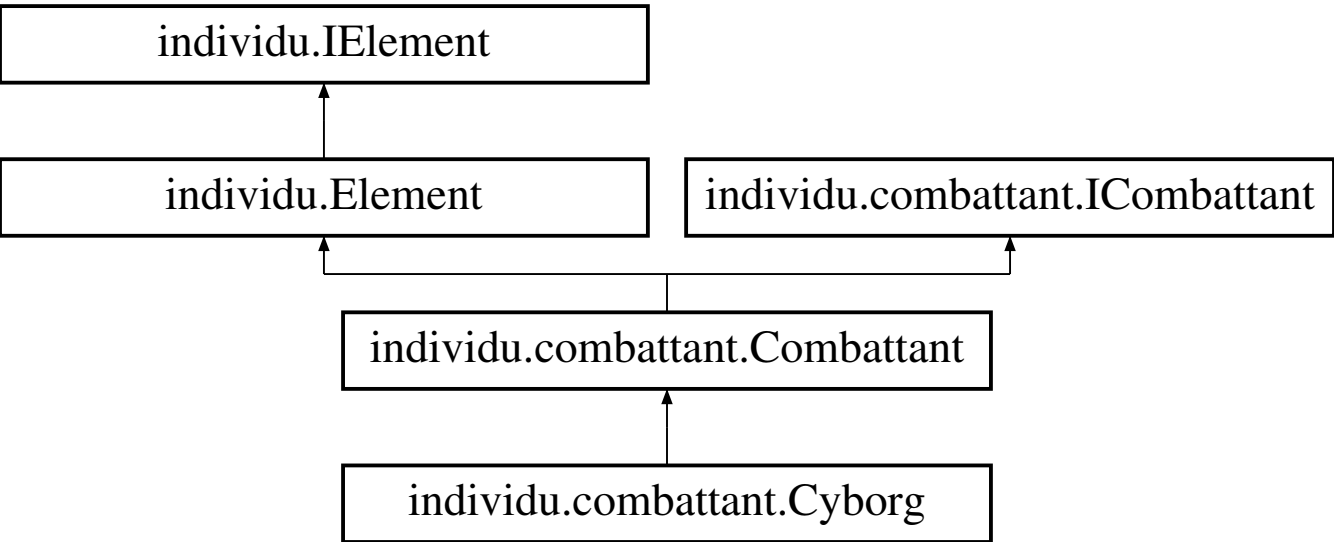 individu.IElement
individu.Element
individu.combattant.ICombattant
individu.combattant.Combattant
individu.combattant.Cyborg